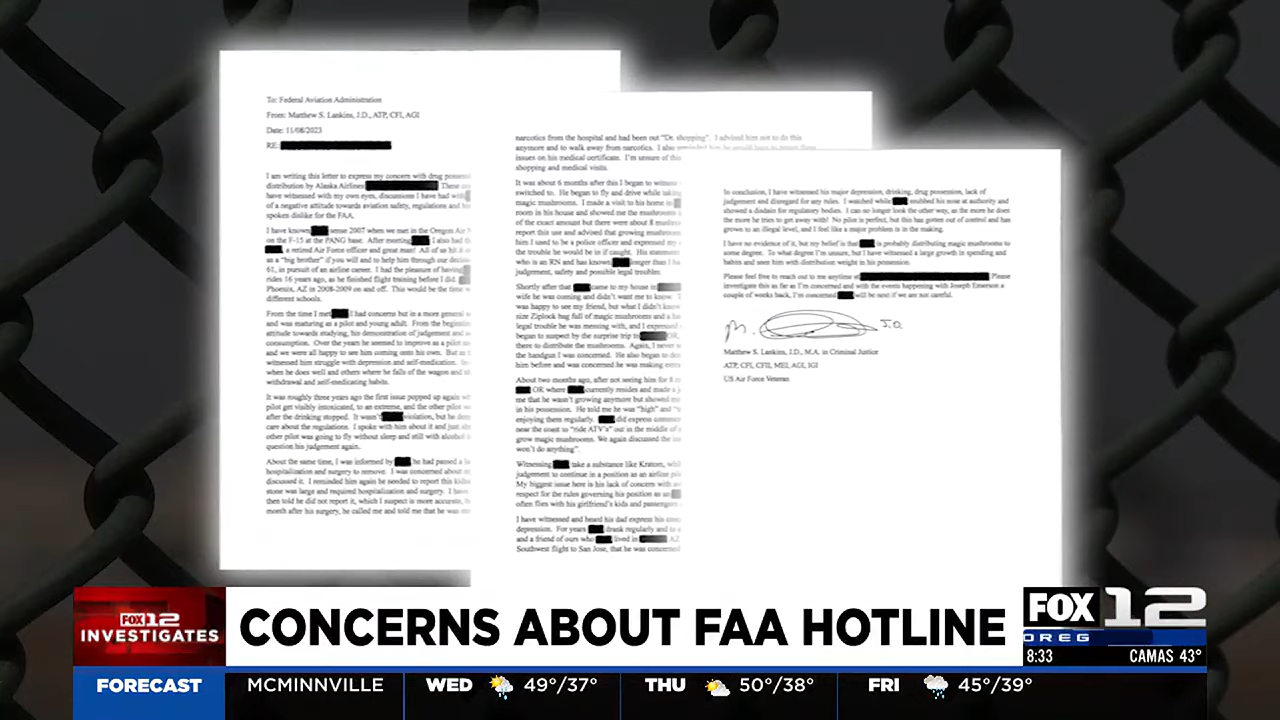 To: Federal Aviation Administration
From: Matthew S. Lankins, J.D., ATP, CFI, AGI
Date: 11/08/2023
RE:
I am writing this letter to express my concern with drug
distribution by Alaska Airlines These
have witnessed with my own eyes, discussions I have had with
of a negative attitude towards aviation safety, regulations and
spoken dislike for the FAA.
I have known sense 2007 when we met in the Oregon Air
on the F-15 at the PANG base. After meeting I also had
, a retired Air Force officer and great man! All of us hit
as a "big brother" if you will and to help him through our
61, in pursuit of an airline career. I had the pleasure of having
rides 16 years ago, as he finished flight training before I did.
Phoenix, AZ in 2008-2009 on and off. This would be the time
different schools.
From the time I met I had concerns but in a more general
and was maturing as a pilot and young adult. From the
attitude towards studying, his demonstration of judgement and
consumption. Over the years he seemed to improve as a pilot
and we were all happy to see him coming onto his own. But as
witnessed him struggle with depression and self-medication.
when he does well and others where he falls of the wagon and
withdrawal and self-medicating habits.
It was roughly three years ago the first issue popped up again
pilot get visibly intoxicated, to an extreme, and the other pilot
after the drinking stopped. It wasn't violation, but he
care about the regulations. I spoke with him about it and just
other pilot was going to fly without sleep and still with alcohol
question his judgement again.
About the same time, I was informed by he had passed a
hospitalization and surgery to remove. I was concerned about
discussed it. I reminded him again he needed to report this
stone was large and required hospitalization and surgery. I have
then told he did not report it, which I suspect is more accurate,
month after his surgery, he called me and told me that he was
narcotics from the hospital and had been out "Dr. shopping". I advised him not to do this
anymore and to walk away from narcotics. I also
issues on his medical certificate. I'm unsure of
shopping and medical visits.
It was about 6 months after this I began to witness
switched to. He began to fly and drive while taking
magic mushrooms. I made a visit to his home in
room in his house and showed me the mushrooms
of the exact amount but there were about 8
report this use and advised that growing
him I used to be a police officer and expressed my
the trouble he would be in if caught. His
who is an RN and has known longer than I
judgement, safety and possible legal troubles.
Shortly after that came to my house in
wife he was coming and didn't want me to know.
was happy to see my friend, but what I didn't
size Ziplock bag full of magic mushrooms and a
legal trouble he was messing with, and I
began to suspect by the surprise trip to OR,
there to distribute the mushrooms. Again, I never
the handgun I was concerned. He also began to
him before and was concerned he was making
About two months ago, after not seeing him for
OR where currently resides and made a
me that he wasn't growing anymore but showed
in his possession. He told me he was "high" and
enjoying them regularly. did express
near the coast to "ride ATV's" out in the middle of
grow magic mushrooms. We again discussed the
won't do anything".
Witnessing take a substance like Kratom,
judgement to continue in a position as an airline
My biggest issue here is his lack of concern with
respect for the rules governing his position as an
often flies with his girlfriend's kids and passengers
I have witnessed and heard his dad express his
depression. For years drank regularly and to
and a friend of ours who lived in AZ
Southwest flight to San Jose, that he was concerned
In conclusion, I have witnessed his major depression, drinking, drug possession, lack of
judgement and disregard for any rules. I watched while snubbed his nose at authority and
showed a disdain for regulatory bodies. I can no longer look the other way, as the more he does
the more he tries to get away with! No pilot is perfect, but this has gotten out of control and has
grown to an illegal level, and I feel like a major problem is in the making.
I have no evidence of it, but my belief is that is probably distributing magic mushrooms to
some degree. To what degree I'm unsure, but I have witnessed a large growth in spending and
habits and seen him with distribution weight in his possession.
Please feel free to reach out to me anytime at Please
investigate this as far as I'm concerned and with the events happening with Joseph Emerson a
couple of weeks back, I'm concerned will be next if we are not careful.
M. J.D.
Matthew S. Lankins, J.D., M.A. in Criminal Justice
ATP, CFI, CFII, MEI, AGI, IGI
US Air Force Veteran
FOX 12
INVESTIGATES
CONCERNS ABOUT FAA HOTLINE
FOX 12
OREG
8:33 CAMAS 43°
FORECAST MCMINNVILLE WED 49°/37° THU 50°/38° FRI 45°/39°